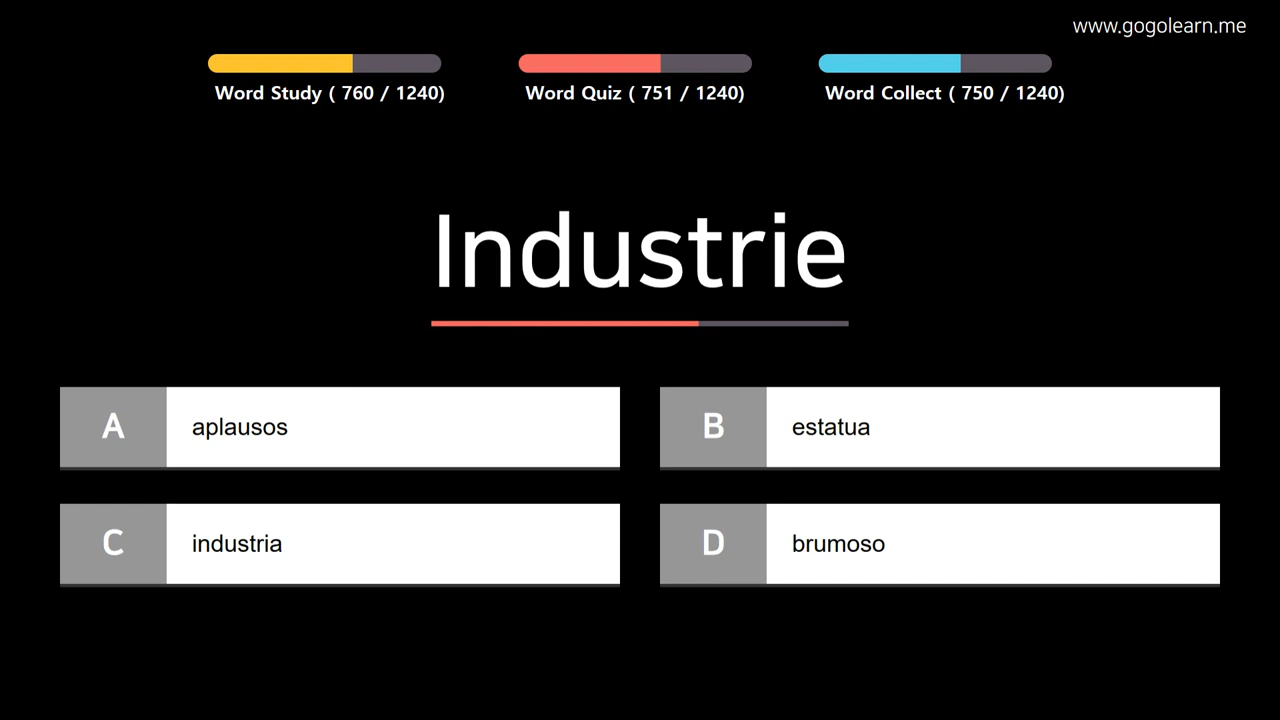 www.gogolearn.me
Word Study ( 760 / 1240)
Word Quiz ( 751 / 1240)
Word Collect ( 750 / 1240)
Industrie
A
aplausos
B
estatua
C
industria
D
brumoso